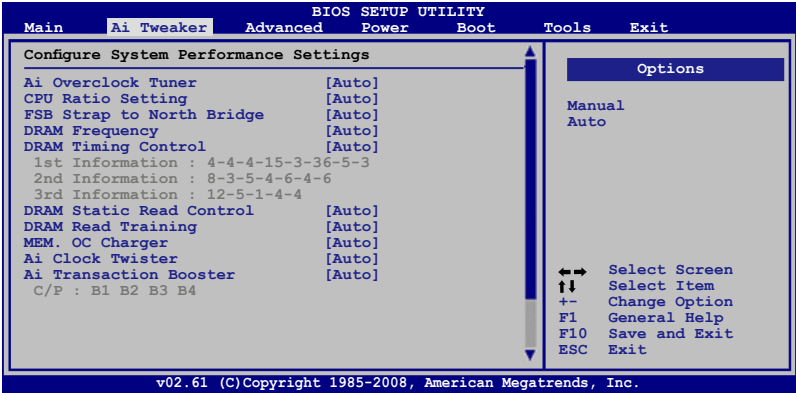 BIOS SETUP UTILITY
Main Ai Tweaker Advanced Power Boot Tools Exit
Configure System Performance Settings
Ai Overclock Tuner [Auto]
CPU Ratio Setting [Auto]
FSB Strap to North Bridge [Auto]
DRAM Frequency [Auto]
DRAM Timing Control [Auto]
1st Information : 4-4-4-15-3-36-5-3
2nd Information : 8-3-5-4-6-4-6
3rd Information : 12-5-1-4-4
DRAM Static Read Control [Auto]
DRAM Read Training [Auto]
MEM. OC Charger [Auto]
Ai Clock Twister [Auto]
Ai Transaction Booster [Auto]
C/P : B1 B2 B3 B4
Options
Manual
Auto
←→ Select Screen
↑↓ Select Item
+- Change Option
F1 General Help
F10 Save and Exit
ESC Exit
v02.61 (C)Copyright 1985-2008, American Megatrends, Inc.